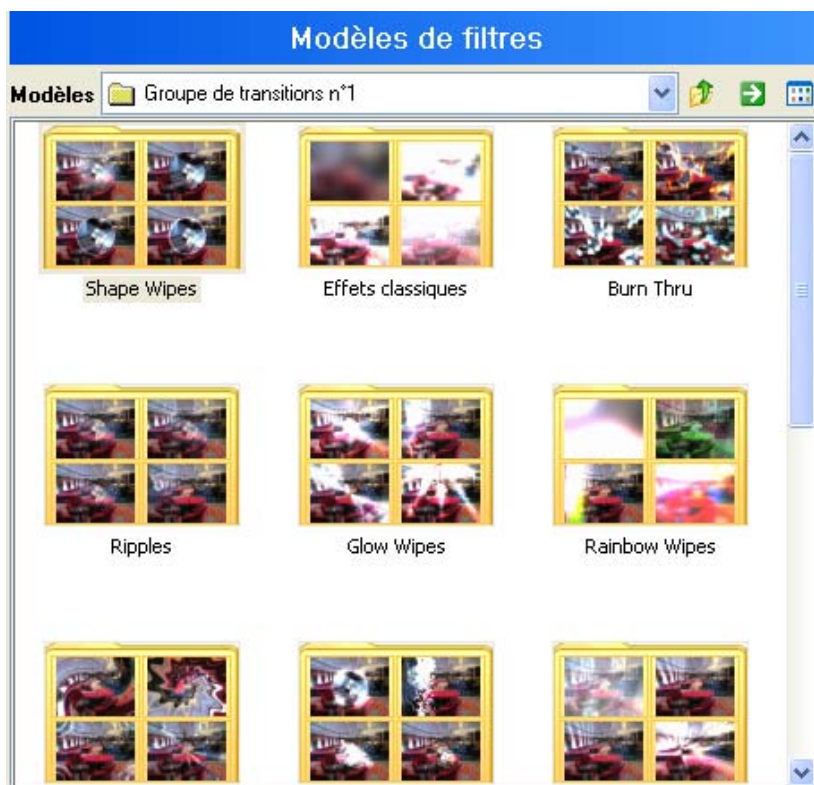 Modèles de filtres
Modèles Groupe de transitions n°1
Shape Wipes Effets classiques Burn Thru
Ripples Glow Wipes Rainbow Wipes